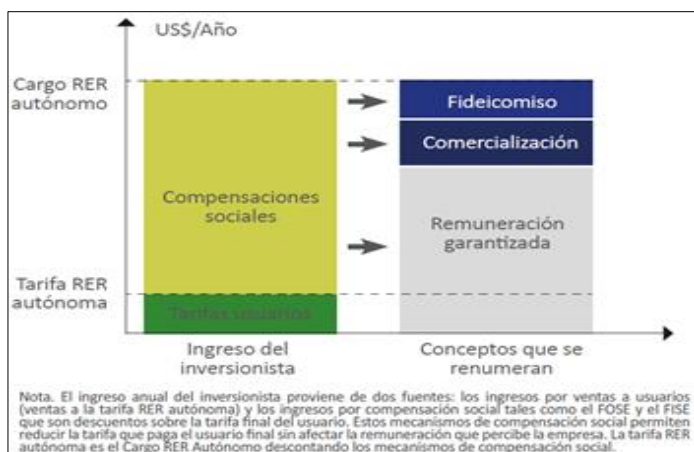 US$/Año
Cargo RER
autónomo
Fideicomiso
Comercialización
Compensaciones
sociales
Remuneración
garantizada
Tarifa RER
autónoma
Tarifas usuarios
Ingreso del
inversionista
Conceptos que se
renumeran
Nota. El ingreso anual del inversionista proviene de dos fuentes: los ingresos por ventas a usuarios
(ventas a la tarifa RER autónoma) y los ingresos por compensación social tales como el FOSE y el FISE
que son descuentos sobre la tarifa final del usuario. Estos mecanismos de compensación social permiten
reducir la tarifa que paga el usuario final sin afectar la remuneración que percibe la empresa. La tarifa RER
autónoma es el Cargo RER Autónomo descontando los mecanismos de compensación social.